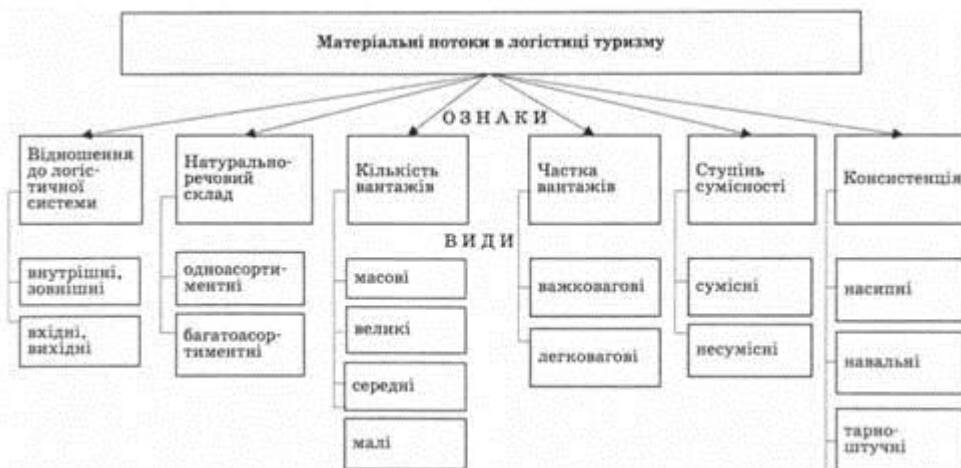 Матеріальні потоки в логістиці туризму
ОЗНАКИ
Відношення
до логіс-
тичної
системи
Натурально-
речовий
склад
Кількість
вантажів
Частка
вантажів
Ступінь
сумісності
Консистенція
ВИДИ
внутрішні,
зовнішні
вхідні,
вихідні
одноасорти-
ментні
багатоасор-
тиментні
масові
великі
середні
малі
важковагові
легковагові
сумісні
несумісні
насипні
навальні
тарно-
штучні